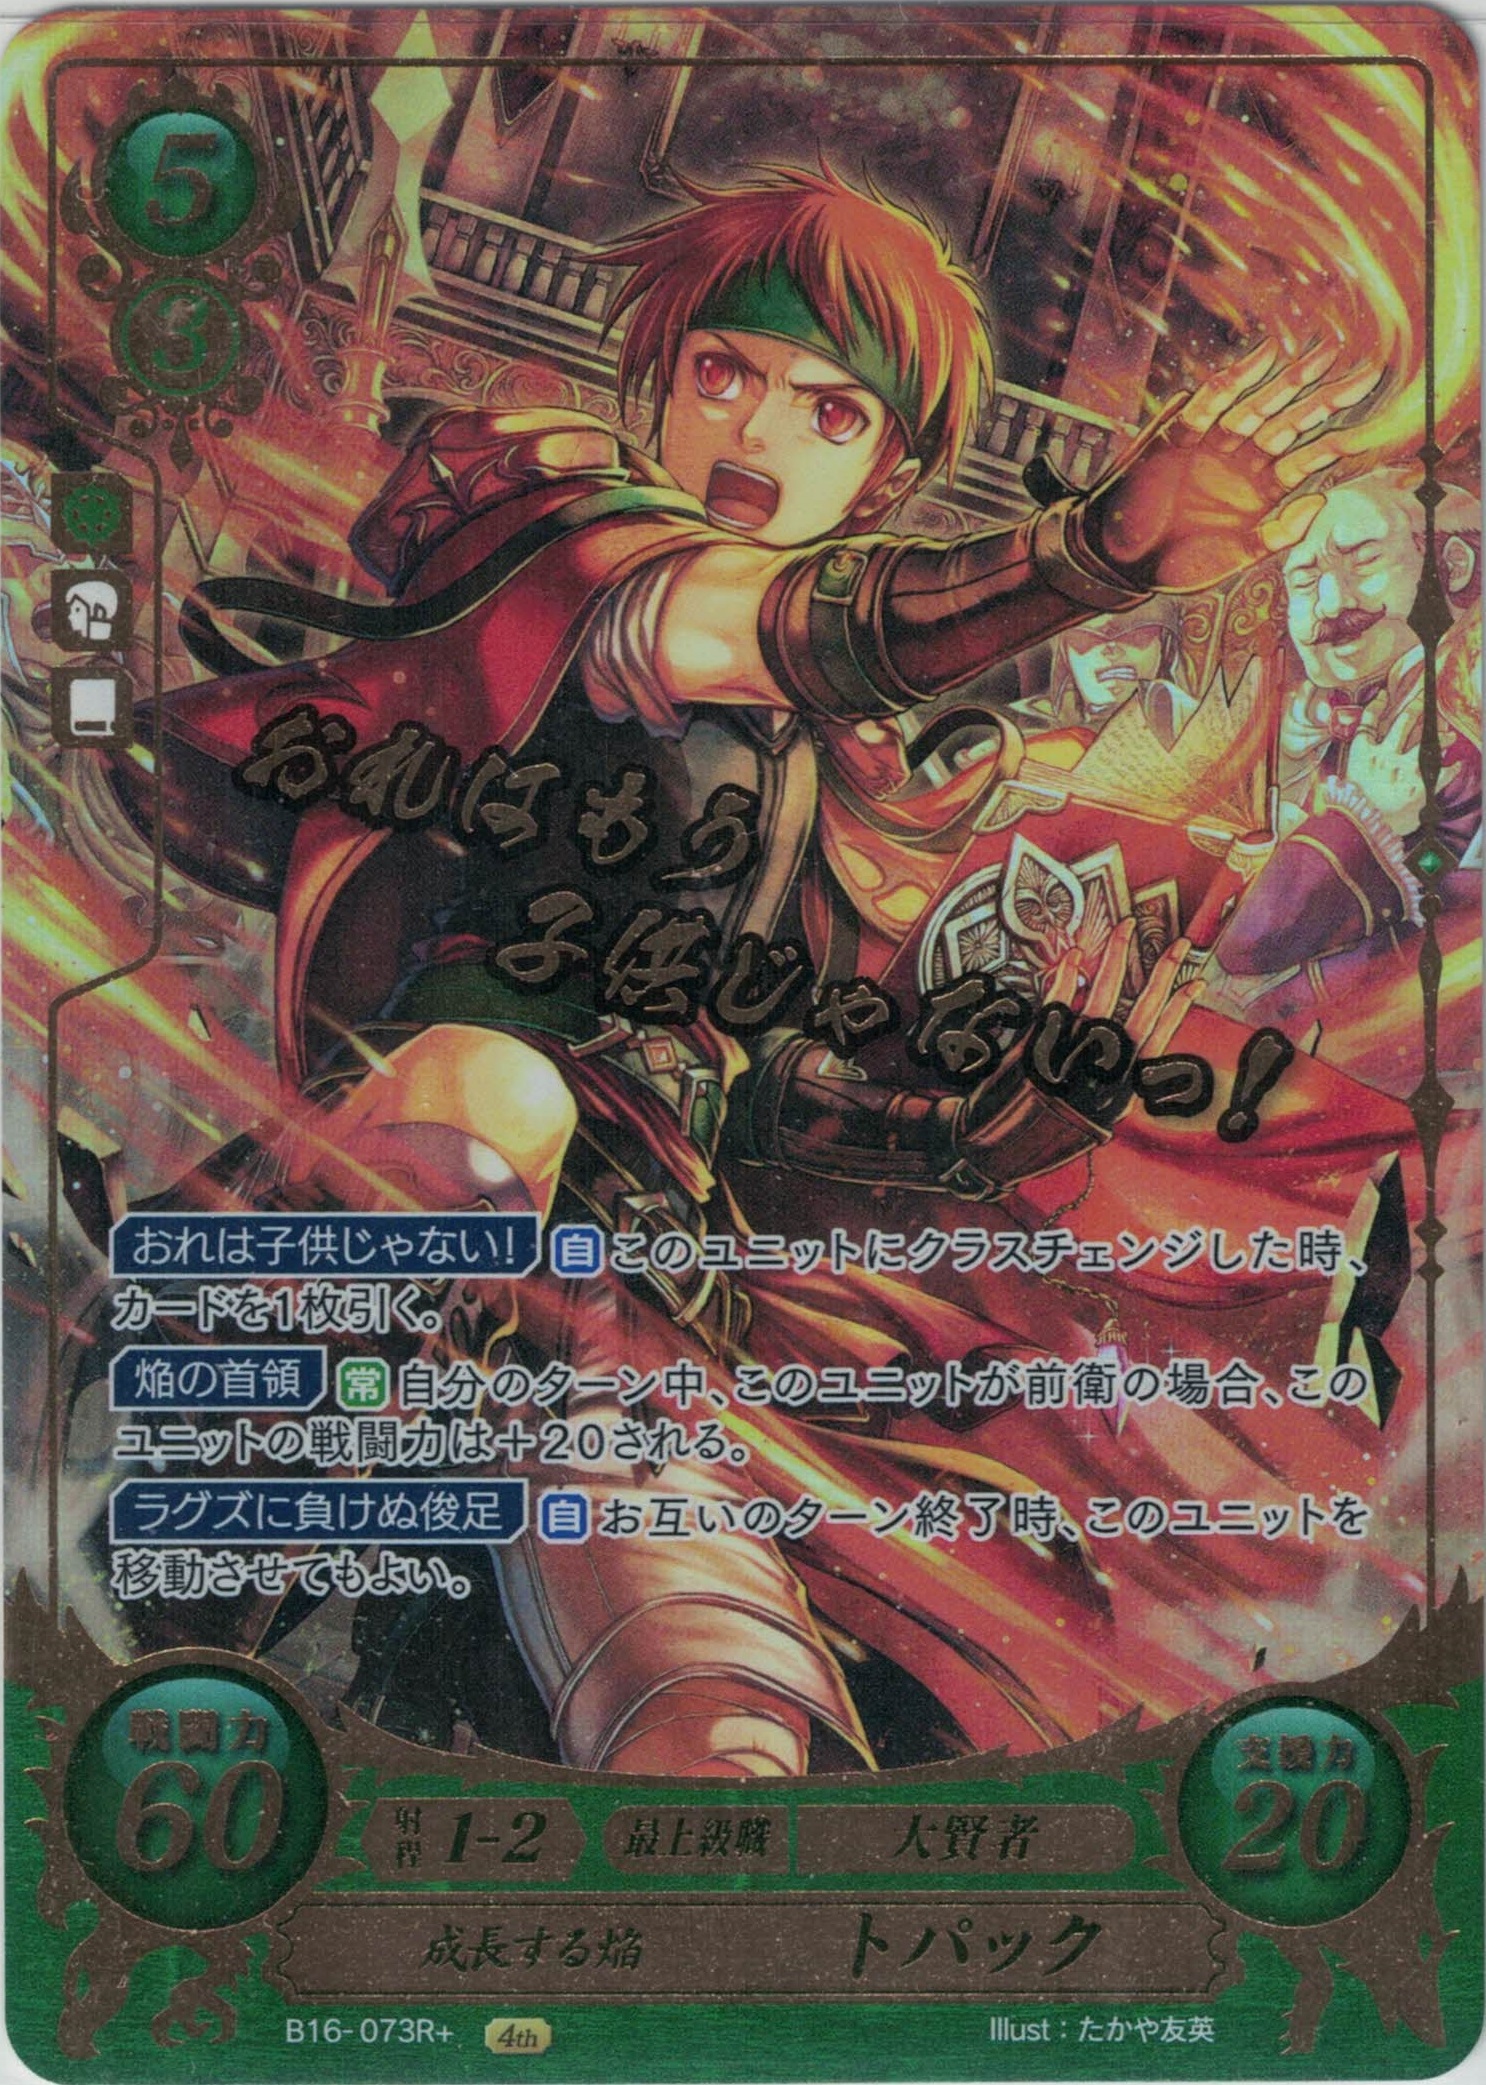 5
3
おれはもう
子供じゃないっ!
おれは子供じゃない! 自 このユニットにクラスチェンジした時、
カードを1枚引く。
焔の首領 常 自分のターン中、このユニットが前衛の場合、この
ユニットの戦闘力は+20される。
ラグズに負けぬ俊足 自 お互いのターン終了時、このユニットを
移動させてもよい。
戦闘力
60
射程 1-2 最上級職 大賢者
支援力
20
成長する焔 トパック
B16-073R+ 4th Illust:たかや友英